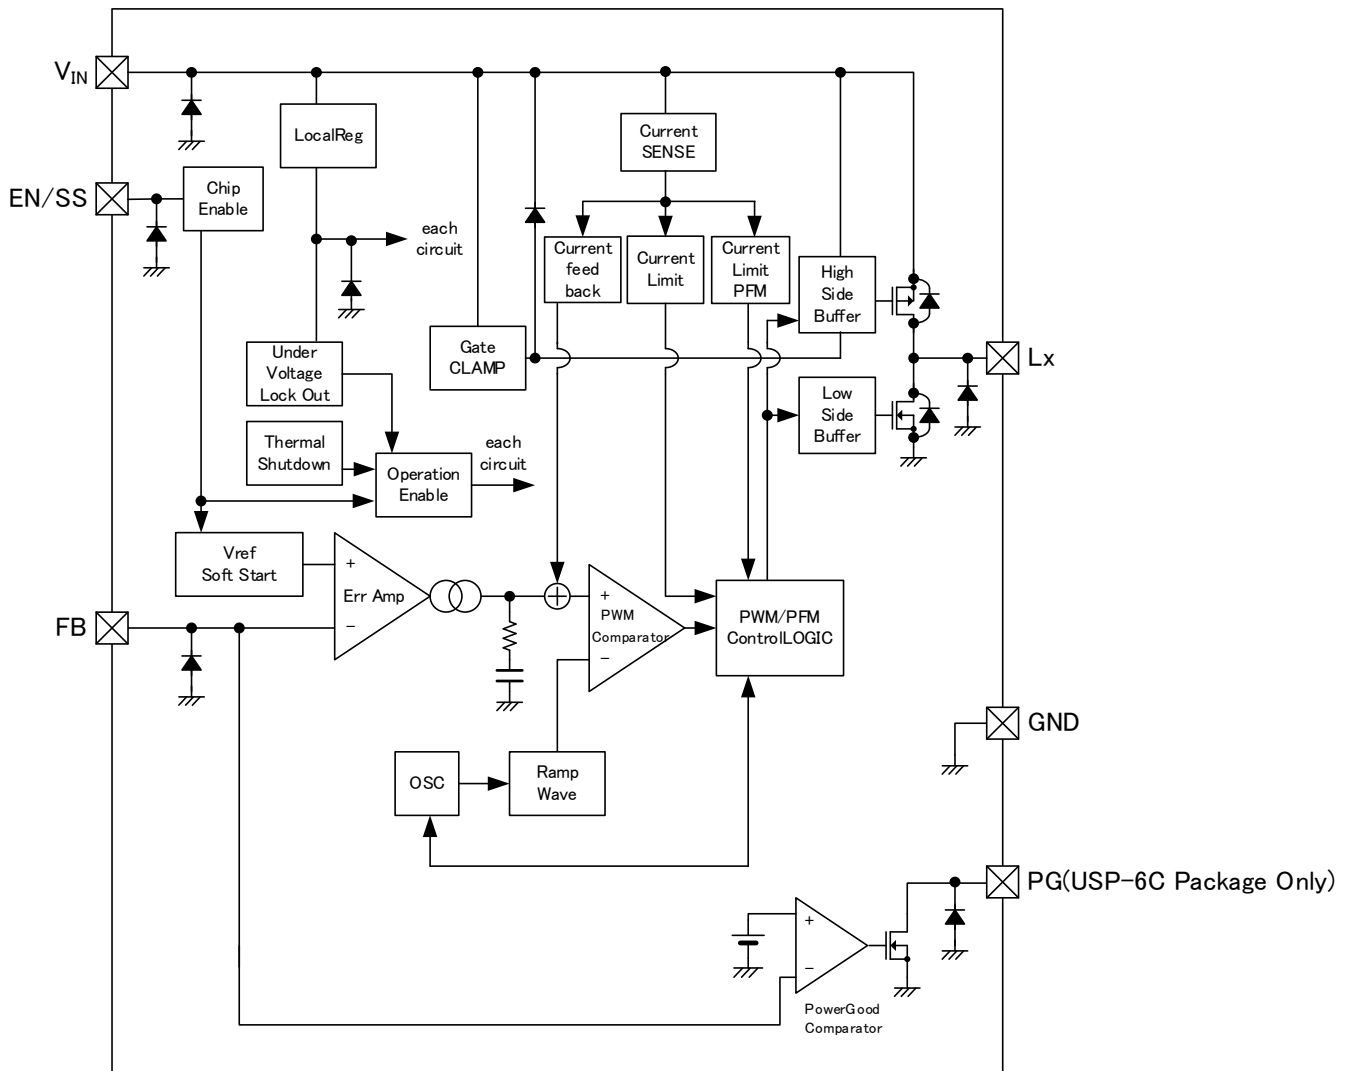 VIN
LocalReg
Current
SENSE
EN/SS
Chip
Enable
each
circuit
Current
feed
back
Current
Limit
Current
Limit
PFM
High
Side
Buffer
Gate
CLAMP
Lx
Under
Voltage
Lock Out
Low
Side
Buffer
Thermal
Shutdown
Operation
Enable
each
circuit
Vref
Soft Start
+
Err Amp
−
+
PWM
Comparator
−
PWM/PFM
ControlLOGIC
FB
GND
OSC
Ramp
Wave
PG(USP-6C Package Only)
+
−
PowerGood
Comparator